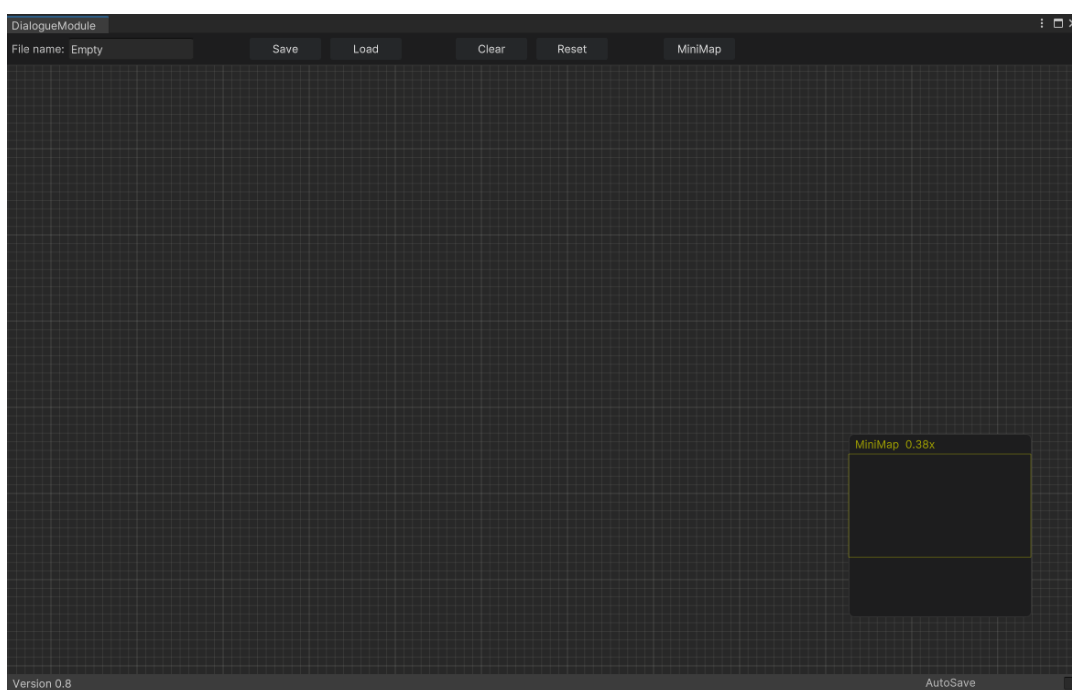 DialogueModule
File name: Empty Save Load Clear Reset MiniMap
MiniMap 0.38x
Version 0.8 AutoSave